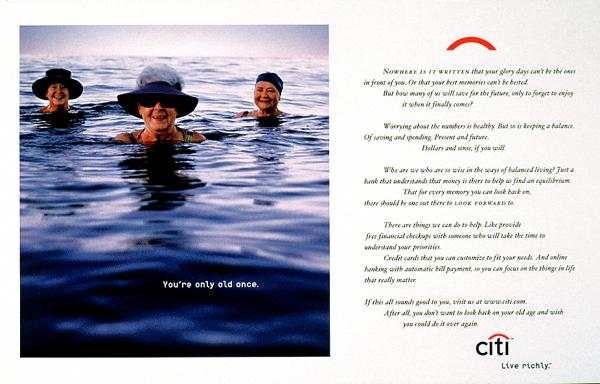 You're only old once.
NOWHERE IS IT WRITTEN that your glory days can't be the ones
in front of you. Or that your best memories can't be bested.
But how many of us will save for the future, only to forget to enjoy
it when it finally comes?
Worrying about the numbers is healthy. But so is keeping a balance.
Of saving and spending. Present and future.
Dollars and sense, if you will.
Who are we who are so wise in the ways of balanced living? Just a
bank that understands that money is there to help us find an equilibrium.
That for every memory you can look back on,
there should be one out there to LOOK FORWARD to.
There are things we can do to help. Like provide
free financial checkups with someone who will take the time to
understand your priorities.
Credit cards that you can customize to fit your needs. And online
banking with automatic bill payment, so you can focus on the things in life
that really matter.
If this all sounds good to you, visit us at www.citi.com.
After all, you don't want to look back on your old age and wish
you could do it over again.
citi
Live richly.™